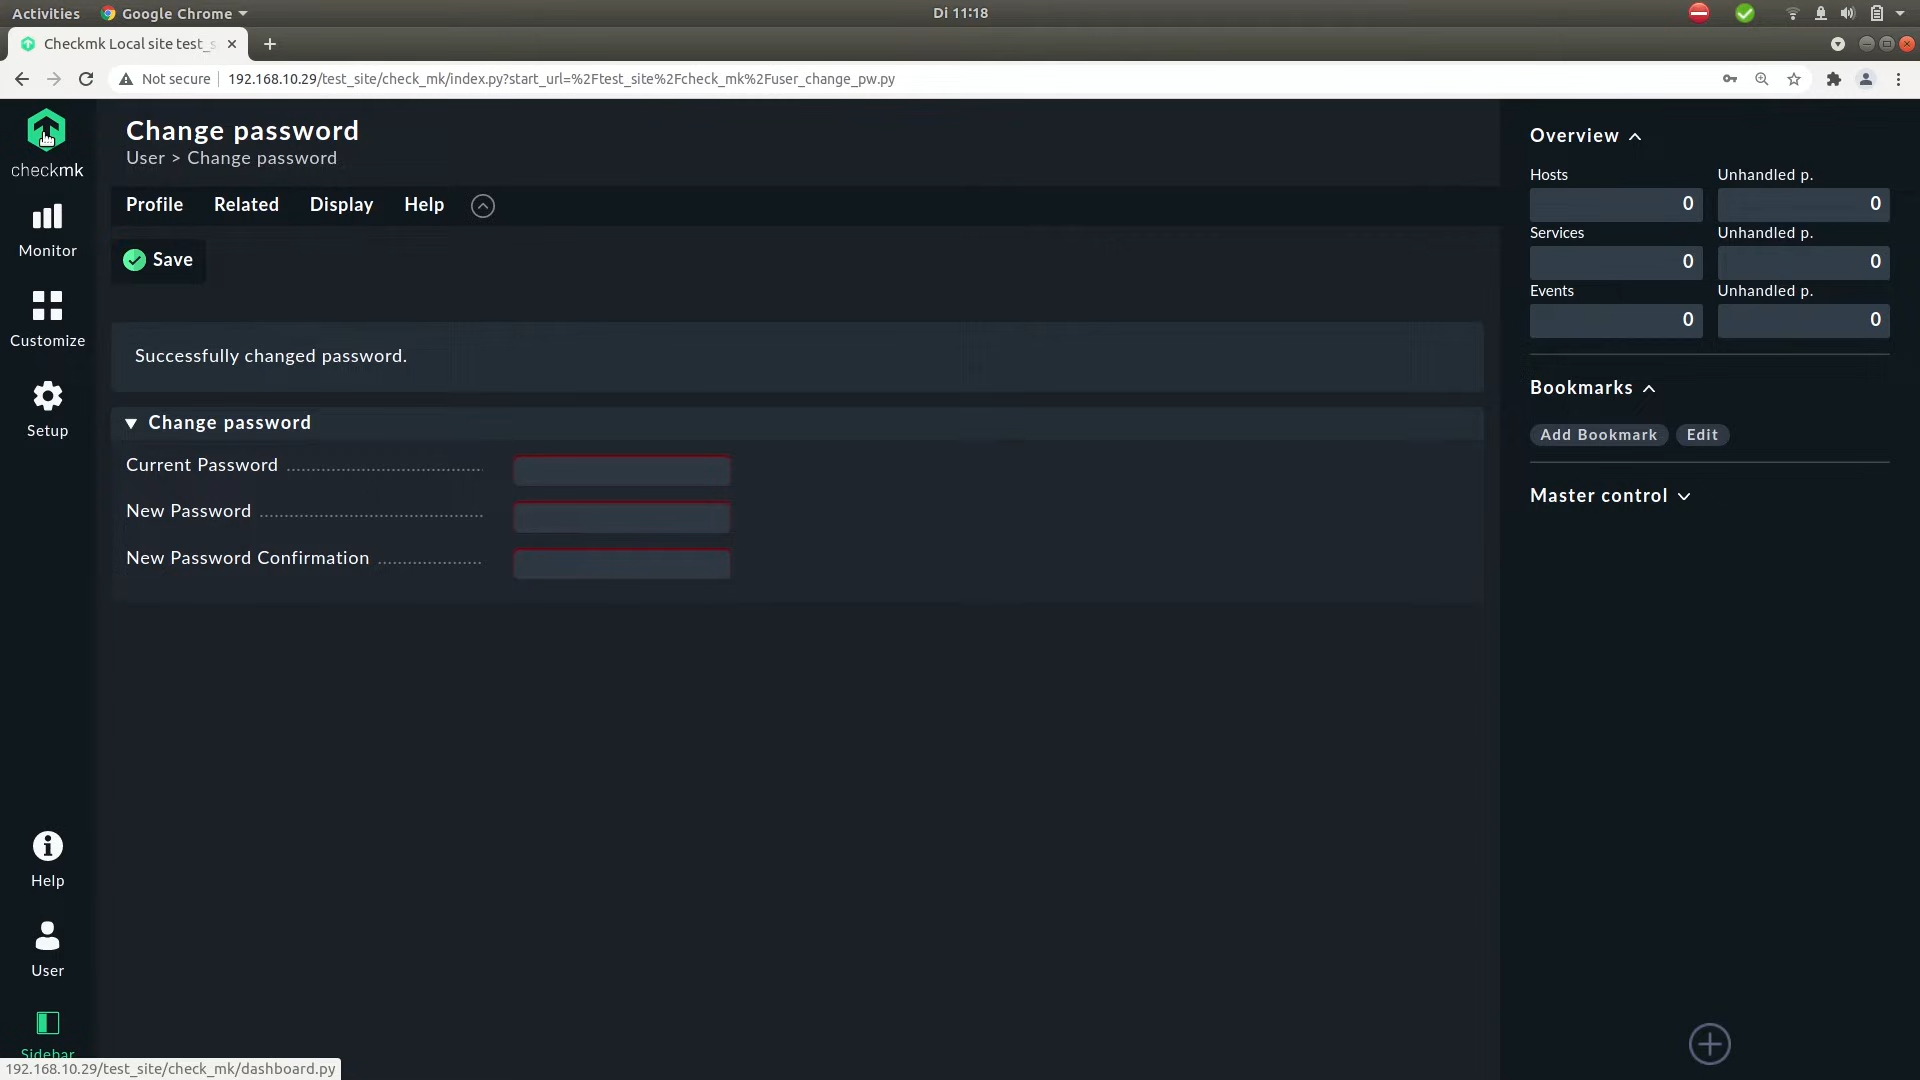 Activities Google Chrome Di 11:18
Checkmk Local site test_s
Not secure 192.168.10.29/test_site/check_mk/index.py?start_url=%2Ftest_site%2Fcheck_mk%2Fuser_change_pw.py
checkmk
Monitor
Customize
Setup
Help
User
Sidebar
Change password
User > Change password
Profile Related Display Help
Save
Successfully changed password.
Change password
Current Password
New Password
New Password Confirmation
Overview
Hosts Unhandled p.
0 0
Services Unhandled p.
0 0
Events Unhandled p.
0 0
Bookmarks
Add Bookmark Edit
Master control
192.168.10.29/test_site/check_mk/dashboard.py